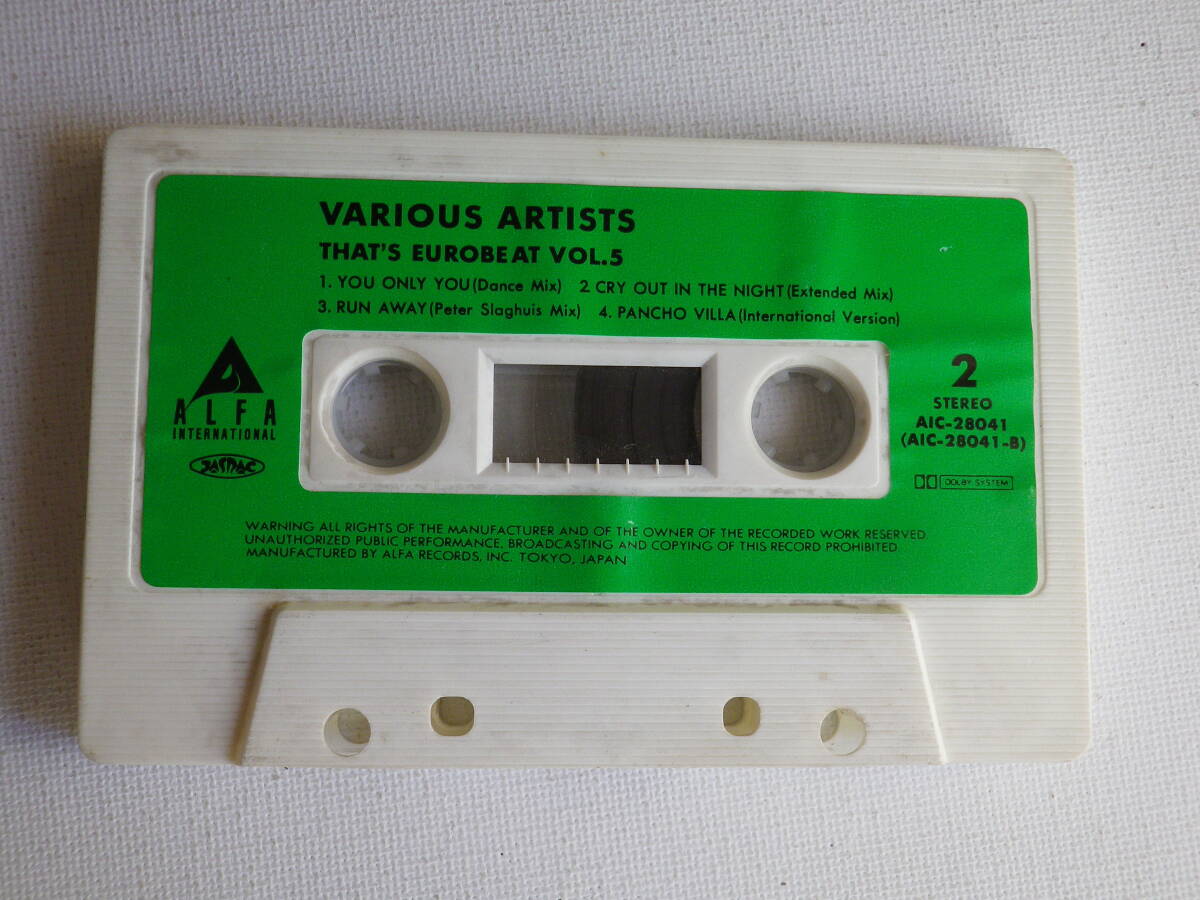 VARIOUS ARTISTS
THAT'S EUROBEAT VOL.5
1. YOU ONLY YOU (Dance Mix) 2 CRY OUT IN THE NIGHT (Extended Mix)
3. RUN AWAY (Peter Slaghuis Mix) 4. PANCHO VILLA (International Version)
ALFA
INTERNATIONAL
JASRAC
2
STEREO
AIC-28041
(AIC-28041-B)
DOLBY SYSTEM
WARNING ALL RIGHTS OF THE MANUFACTURER AND OF THE OWNER OF THE RECORDED WORK RESERVED.
UNAUTHORIZED PUBLIC PERFORMANCE, BROADCASTING AND COPYING OF THIS RECORD PROHIBITED
MANUFACTURED BY ALFA RECORDS, INC. TOKYO, JAPAN